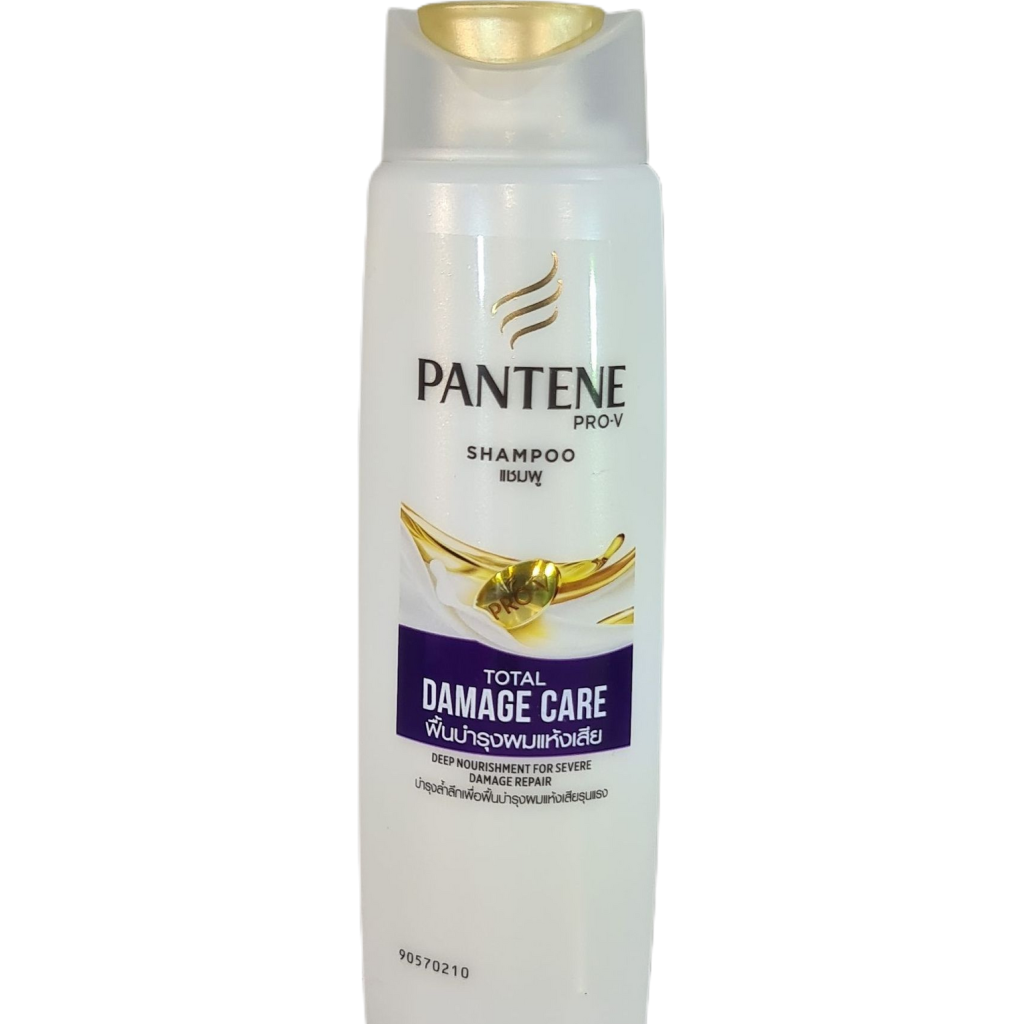 PANTENE
PRO-V
SHAMPOO
แชมพู
PRO-V
TOTAL
DAMAGE CARE
ฟื้นบำรุงผมแห้งเสีย
DEEP NOURISHMENT FOR SEVERE
DAMAGE REPAIR
บำรุงล้ำลึกเพื่อฟื้นบำรุงผมแห้งเสียรุนแรง
90570210